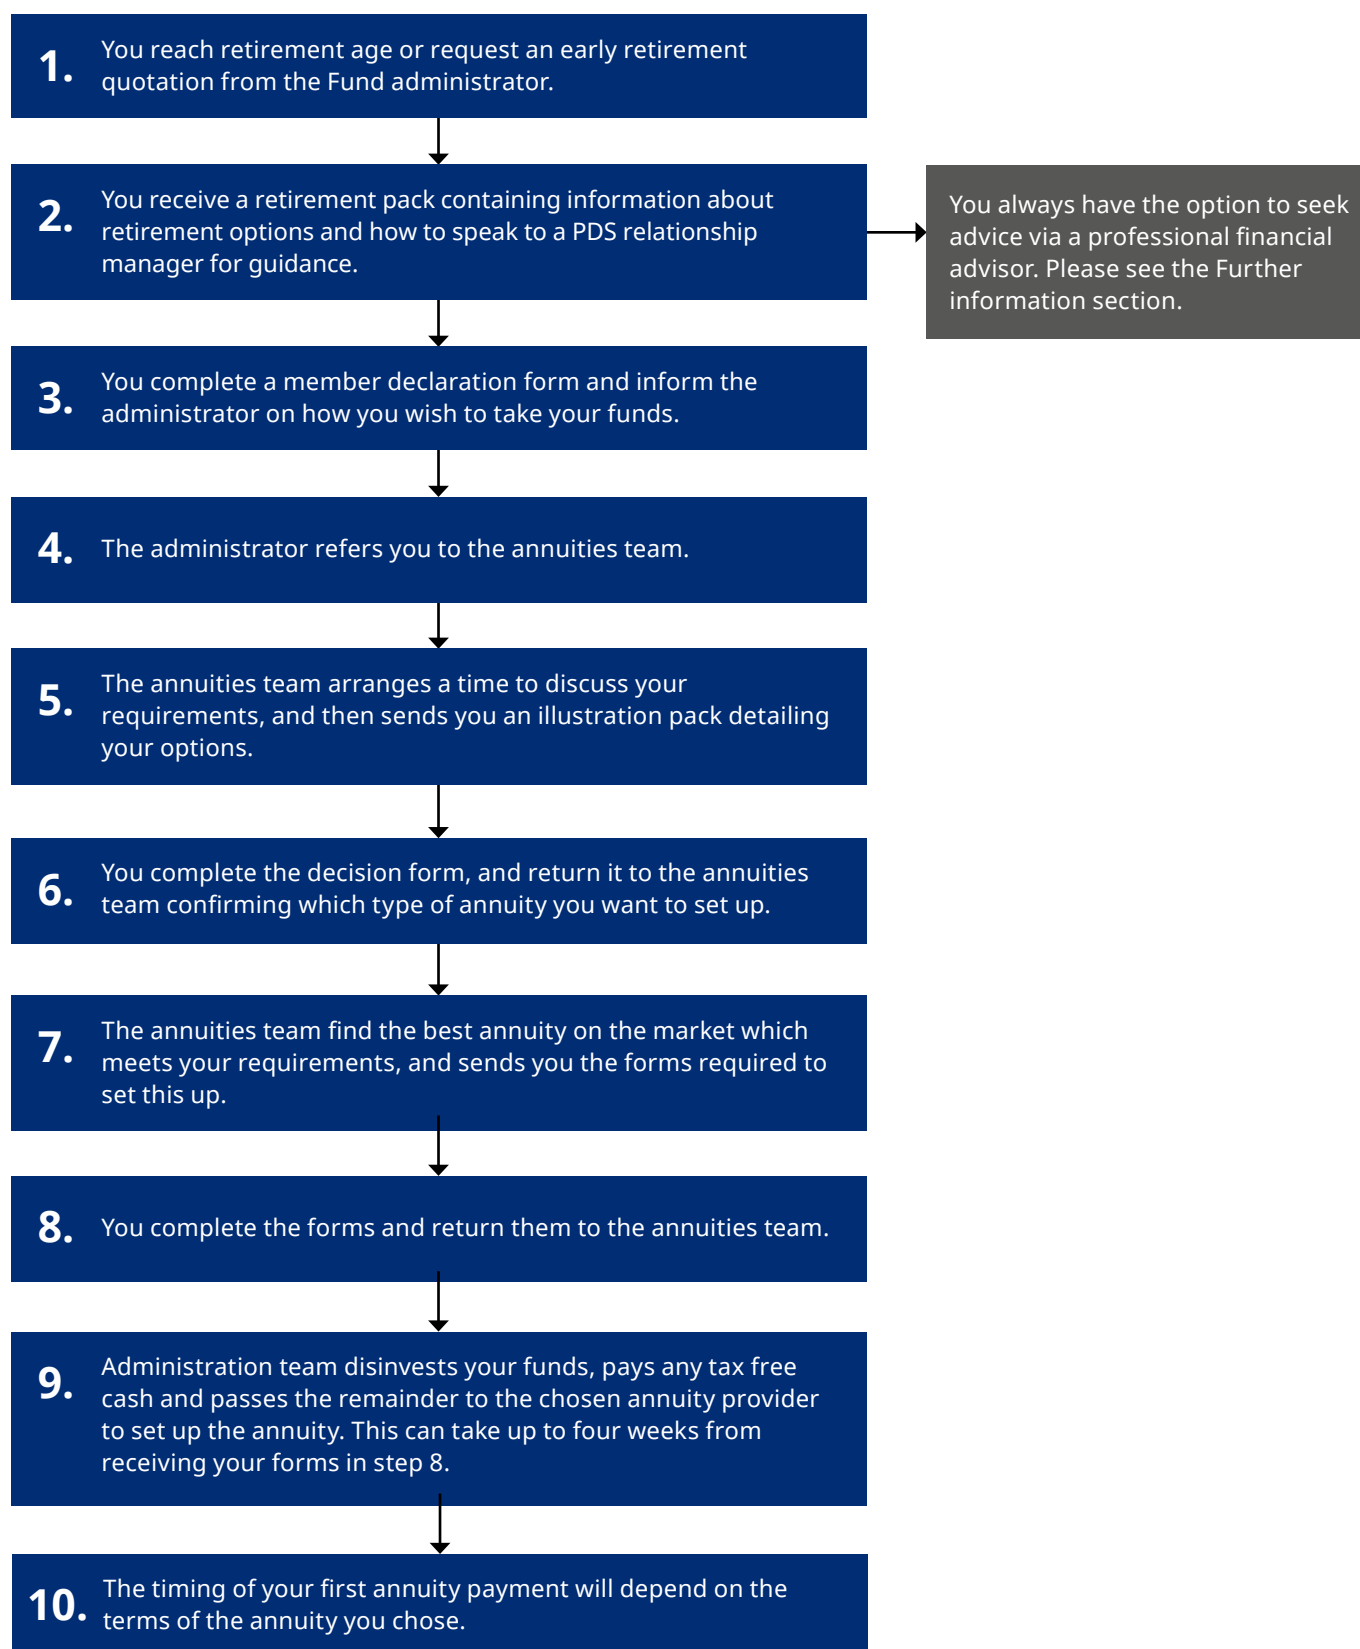 1. You reach retirement age or request an early retirement
quotation from the Fund administrator.
2. You receive a retirement pack containing information about
retirement options and how to speak to a PDS relationship
manager for guidance.
You always have the option to seek
advice via a professional financial
advisor. Please see the Further
information section.
3. You complete a member declaration form and inform the
administrator on how you wish to take your funds.
4. The administrator refers you to the annuities team.
5. The annuities team arranges a time to discuss your
requirements, and then sends you an illustration pack detailing
your options.
6. You complete the decision form, and return it to the annuities
team confirming which type of annuity you want to set up.
7. The annuities team find the best annuity on the market which
meets your requirements, and sends you the forms required to
set this up.
8. You complete the forms and return them to the annuities team.
9. Administration team disinvests your funds, pays any tax free
cash and passes the remainder to the chosen annuity provider
to set up the annuity. This can take up to four weeks from
receiving your forms in step 8.
10. The timing of your first annuity payment will depend on the
terms of the annuity you chose.